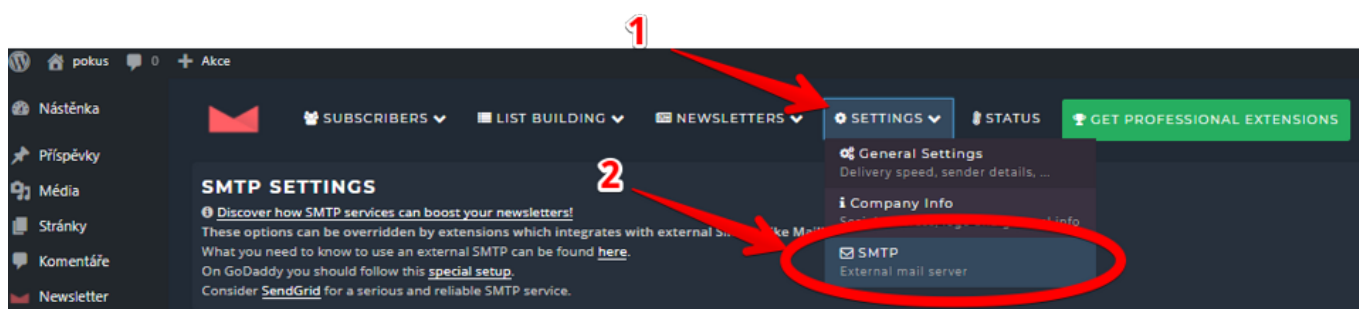 1
pokus 0 + Akce
Nástěnka
SUBSCRIBERS LIST BUILDING NEWSLETTERS SETTINGS STATUS GET PROFESSIONAL EXTENSIONS
Příspěvky
General Settings
Delivery speed, sender details, ...
2
Média
SMTP SETTINGS
Company Info
Discover how SMTP services can boost your newsletters!
Stránky
These options can be overridden by extensions which integrates with external
info
What you need to know to use an external SMTP can be found here.
SMTP
Komentáře
On GoDaddy you should follow this special setup.
External mail server
Newsletter
Consider SendGrid for a serious and reliable SMTP service.